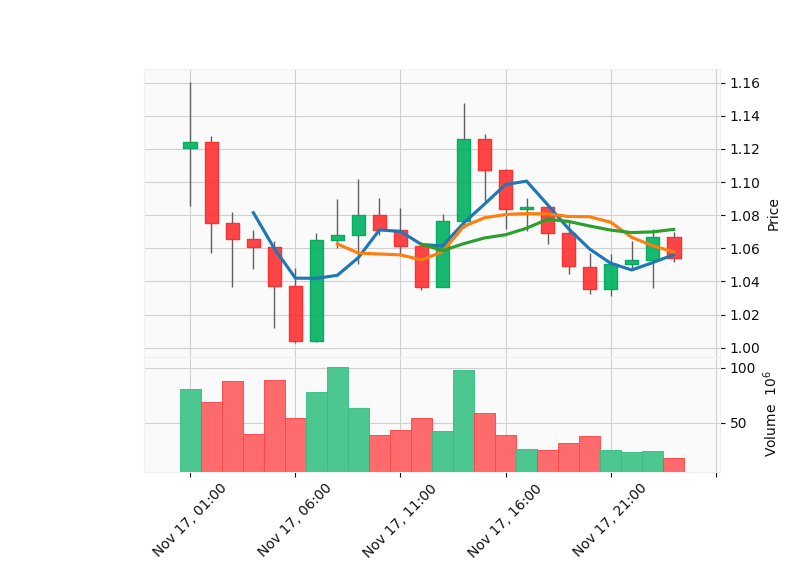 1.16
1.14
1.12
1.10
1.08
1.06
1.04
1.02
1.00
Price
100
50
Volume 10⁶
Nov 17, 01:00
Nov 17, 06:00
Nov 17, 11:00
Nov 17, 16:00
Nov 17, 21:00